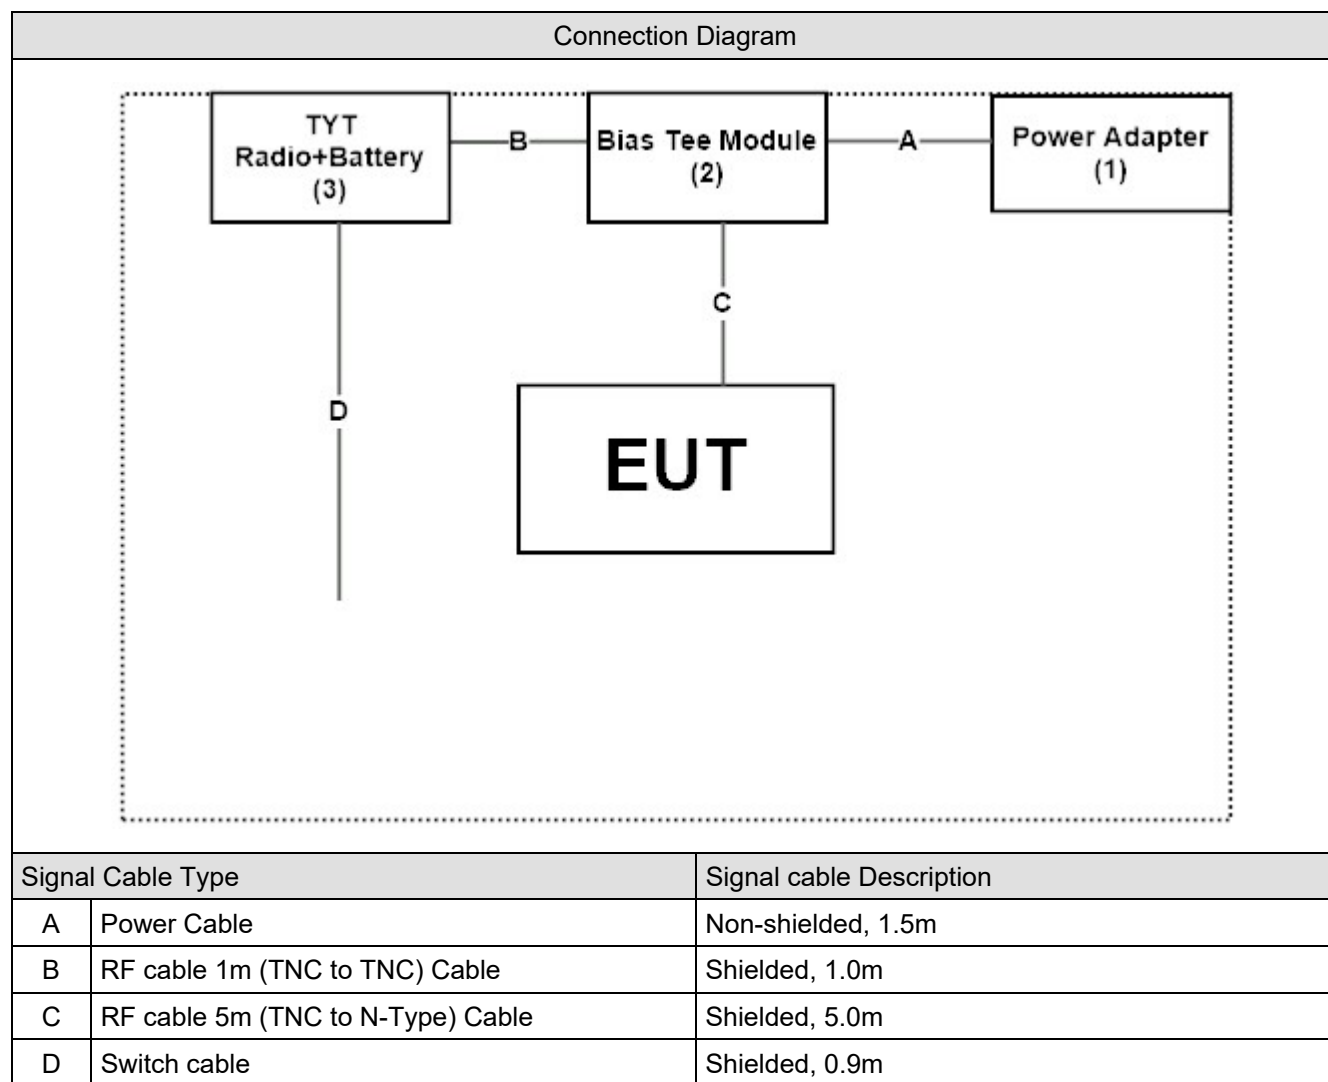 Connection Diagram
TYT
Radio+Battery
(3)
B
Bias Tee Module
(2)
A
Power Adapter
(1)
C
D
EUT
Signal Cable Type Signal cable Description
A Power Cable Non-shielded, 1.5m
B RF cable 1m (TNC to TNC) Cable Shielded, 1.0m
C RF cable 5m (TNC to N-Type) Cable Shielded, 5.0m
D Switch cable Shielded, 0.9m